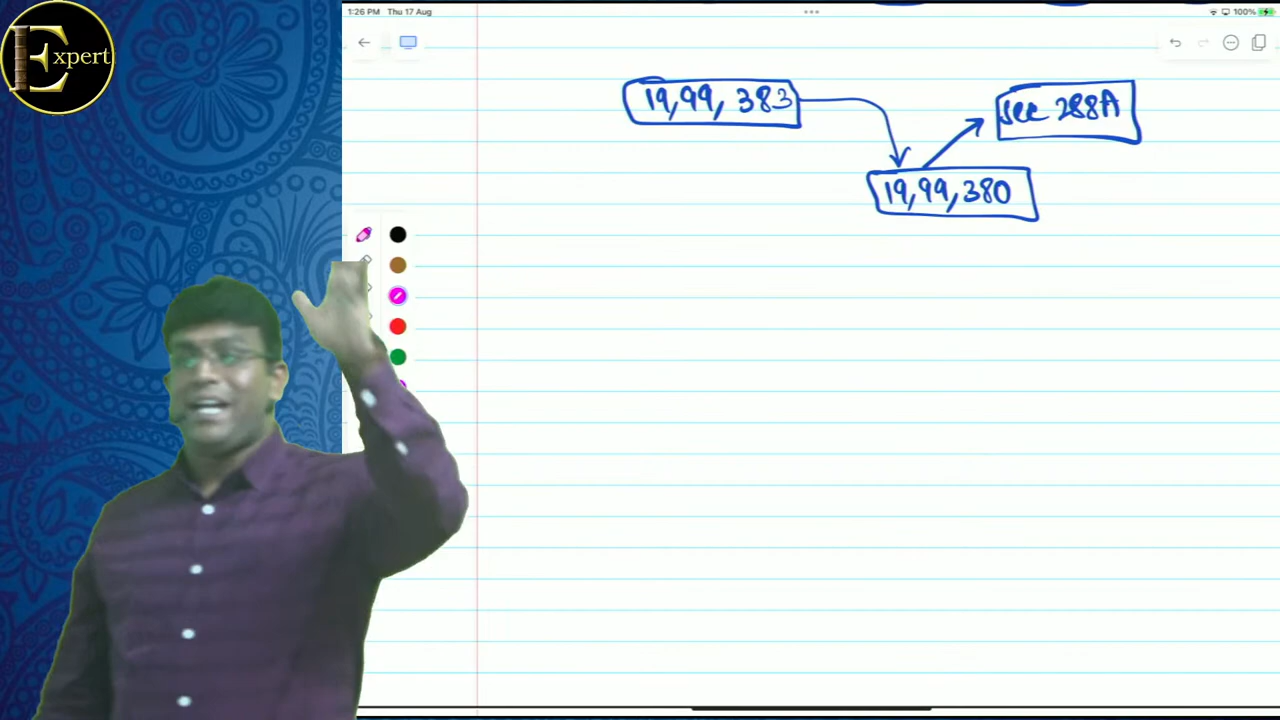 Expert
1:26 PM Thu 17 Aug
100%
19,99,383
Sec 288A
19,99,380